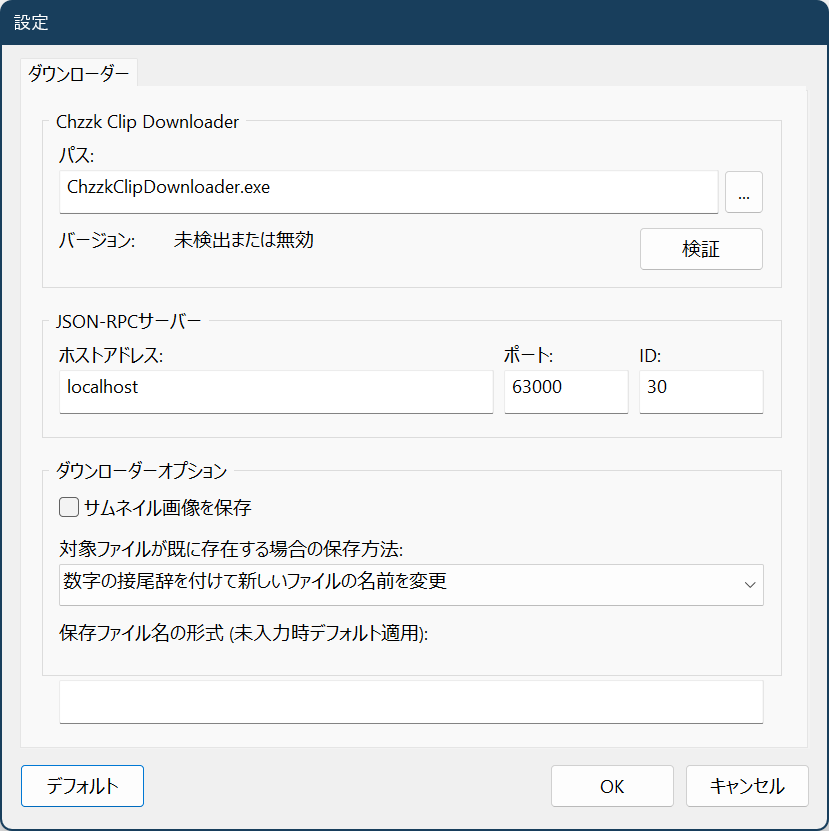 設定
ダウンローダー
Chzzk Clip Downloader
パス:
ChzzkClipDownloader.exe
...
バージョン: 未検出または無効
検証
JSON-RPCサーバー
ホストアドレス: ポート: ID:
localhost 63000 30
ダウンローダーオプション
サムネイル画像を保存
対象ファイルが既に存在する場合の保存方法:
数字の接尾辞を付けて新しいファイルの名前を変更
保存ファイル名の形式 (未入力時デフォルト適用):
デフォルト OK キャンセル